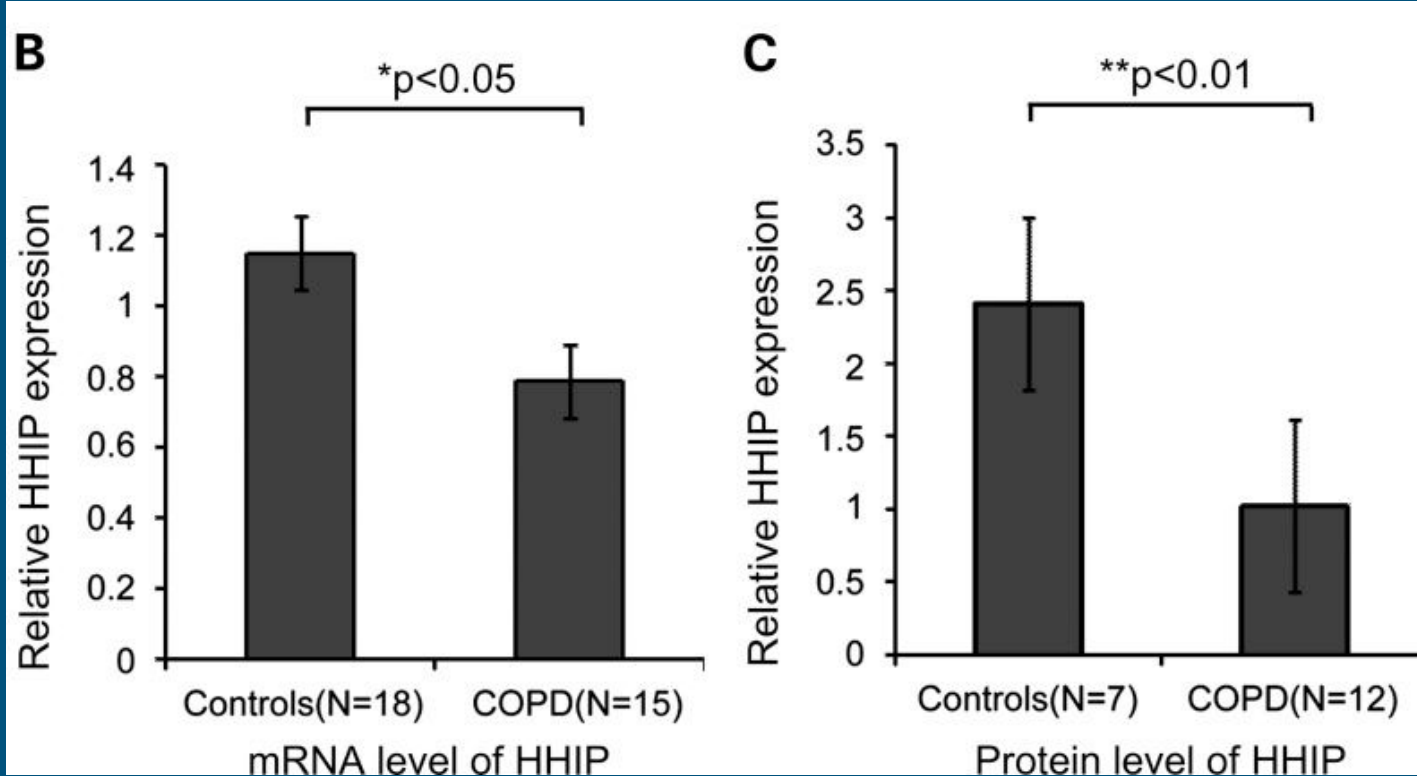 B
*p<0.05
Relative HHIP expression
1.4
1.2
1
0.8
0.6
0.4
0.2
0
Controls(N=18) COPD(N=15)
mRNA level of HHIP
C
**p<0.01
Relative HHIP expression
3.5
3
2.5
2
1.5
1
0.5
0
Controls(N=7) COPD(N=12)
Protein level of HHIP